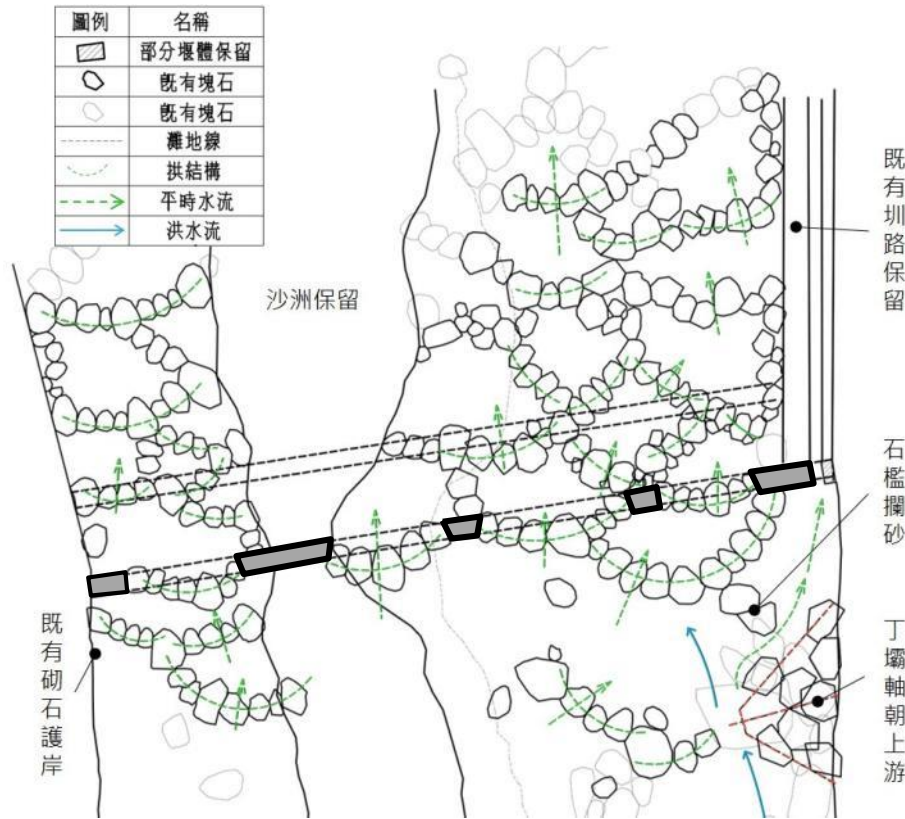 圖例 名稱
部分堰體保留
既有塊石
既有塊石
灘地線
拱結構
平時水流
洪水流
沙洲保留
既有圳路保留
石檻攔砂
丁壩軸朝上游
既有砌石護岸